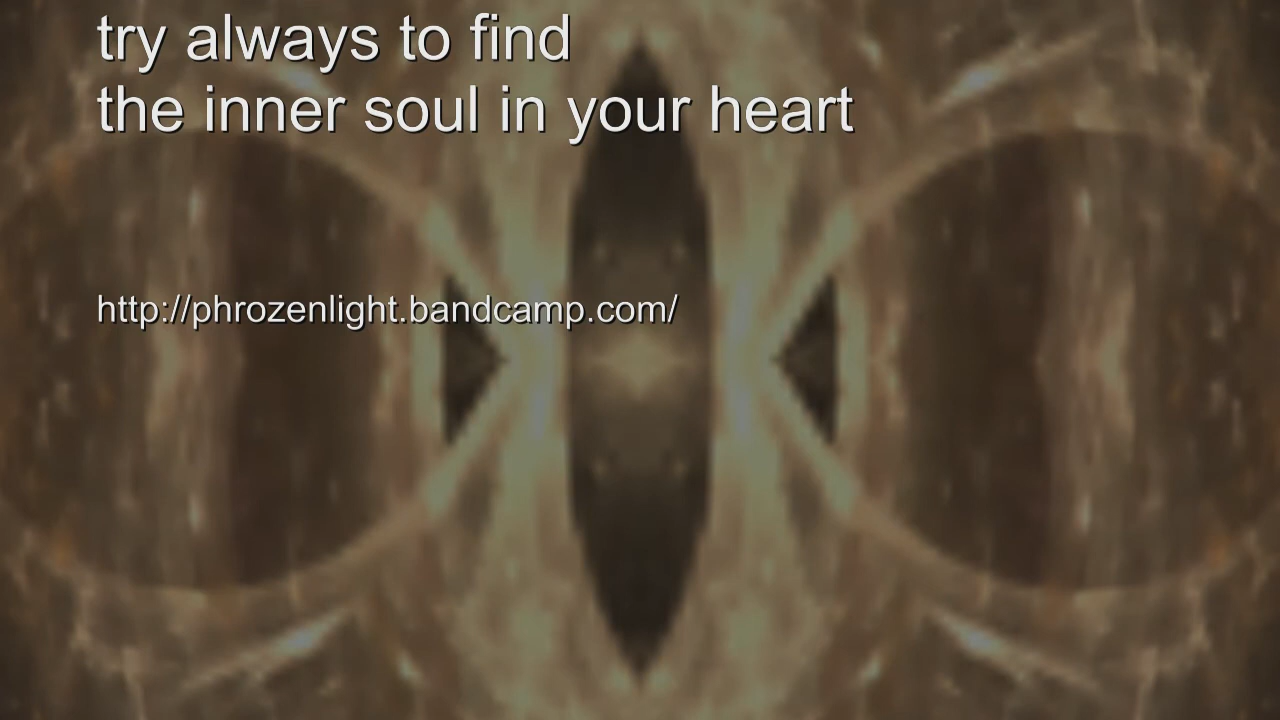 try always to find
the inner soul in your heart
http://phrozenlight.bandcamp.com/